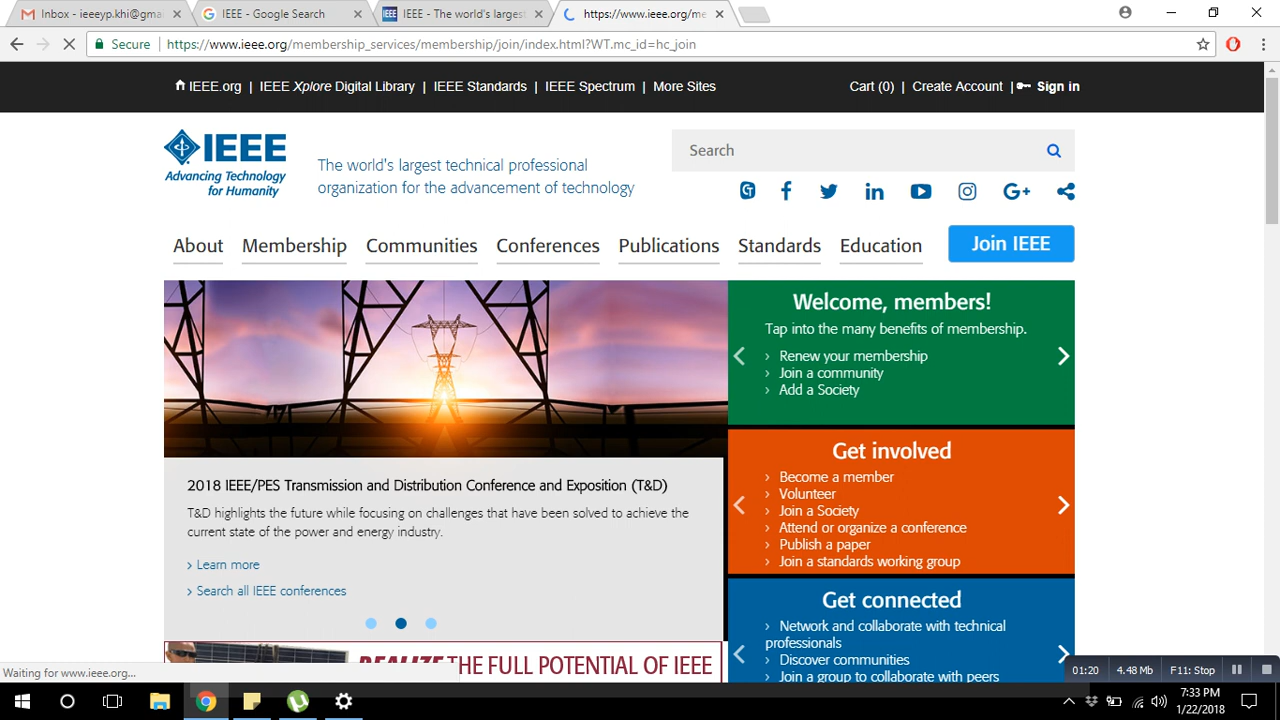 Inbox - ieeeyp.khi@gmai
IEEE - Google Search
IEEE - The world's largest
https://www.ieee.org/me
Secure
https://www.ieee.org/membership_services/membership/join/index.html?WT.mc_id=hc_join
IEEE.org | IEEE Xplore Digital Library | IEEE Standards | IEEE Spectrum | More Sites
Cart (0) | Create Account | Sign in
IEEE
Advancing Technology
for Humanity
The world's largest technical professional
organization for the advancement of technology
Search
G+
About
Membership
Communities
Conferences
Publications
Standards
Education
Join IEEE
2018 IEEE/PES Transmission and Distribution Conference and Exposition (T&D)
T&D highlights the future while focusing on challenges that have been solved to achieve the
current state of the power and energy industry.
› Learn more
› Search all IEEE conferences
REALIZE THE FULL POTENTIAL OF IEEE
Welcome, members!
Tap into the many benefits of membership.
› Renew your membership
› Join a community
› Add a Society
Get involved
› Become a member
› Volunteer
› Join a Society
› Attend or organize a conference
› Publish a paper
› Join a standards working group
Get connected
› Network and collaborate with technical
professionals
› Discover communities
› Join a group to collaborate with peers
Waiting for www.ieee.org...
01:20
4.48 Mb
F11: Stop
7:33 PM
1/22/2018